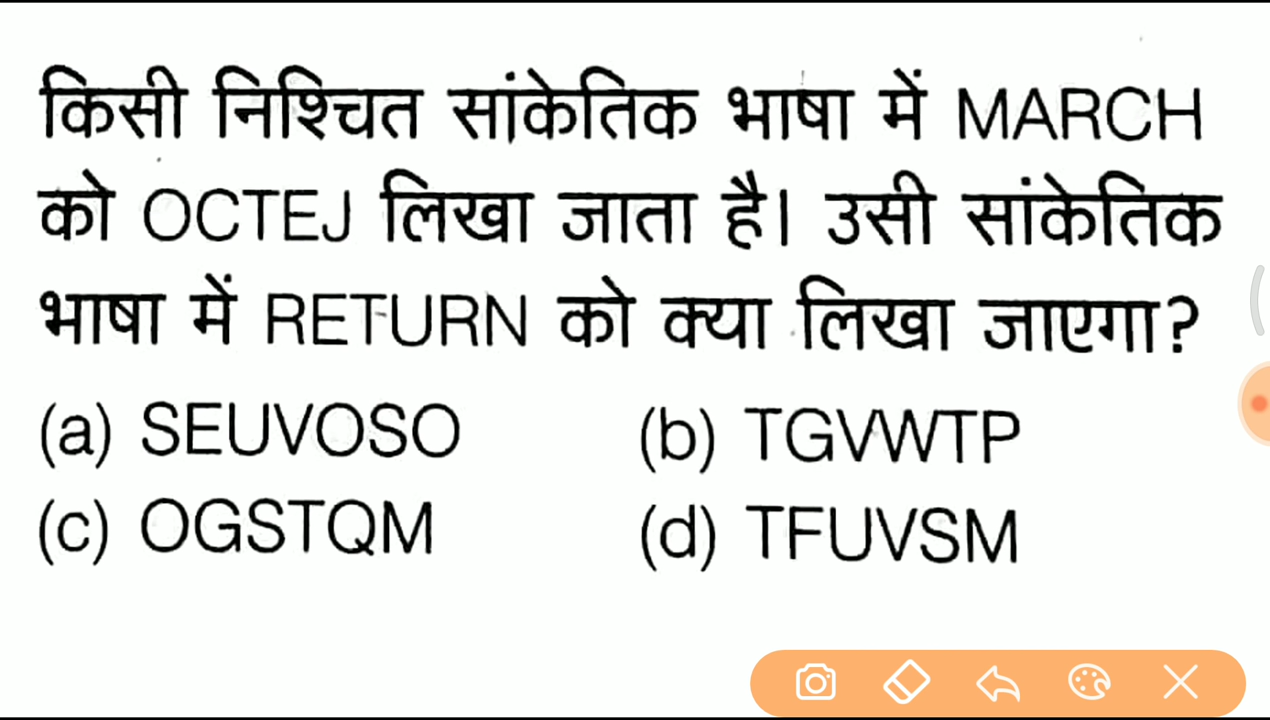 किसी निश्चित सांकेतिक भाषा में MARCH
को OCTEJ लिखा जाता है। उसी सांकेतिक
भाषा में RETURN को क्या लिखा जाएगा?
(a) SEUVOSO (b) TGVWTP
(c) OGSTQM (d) TFUVSM